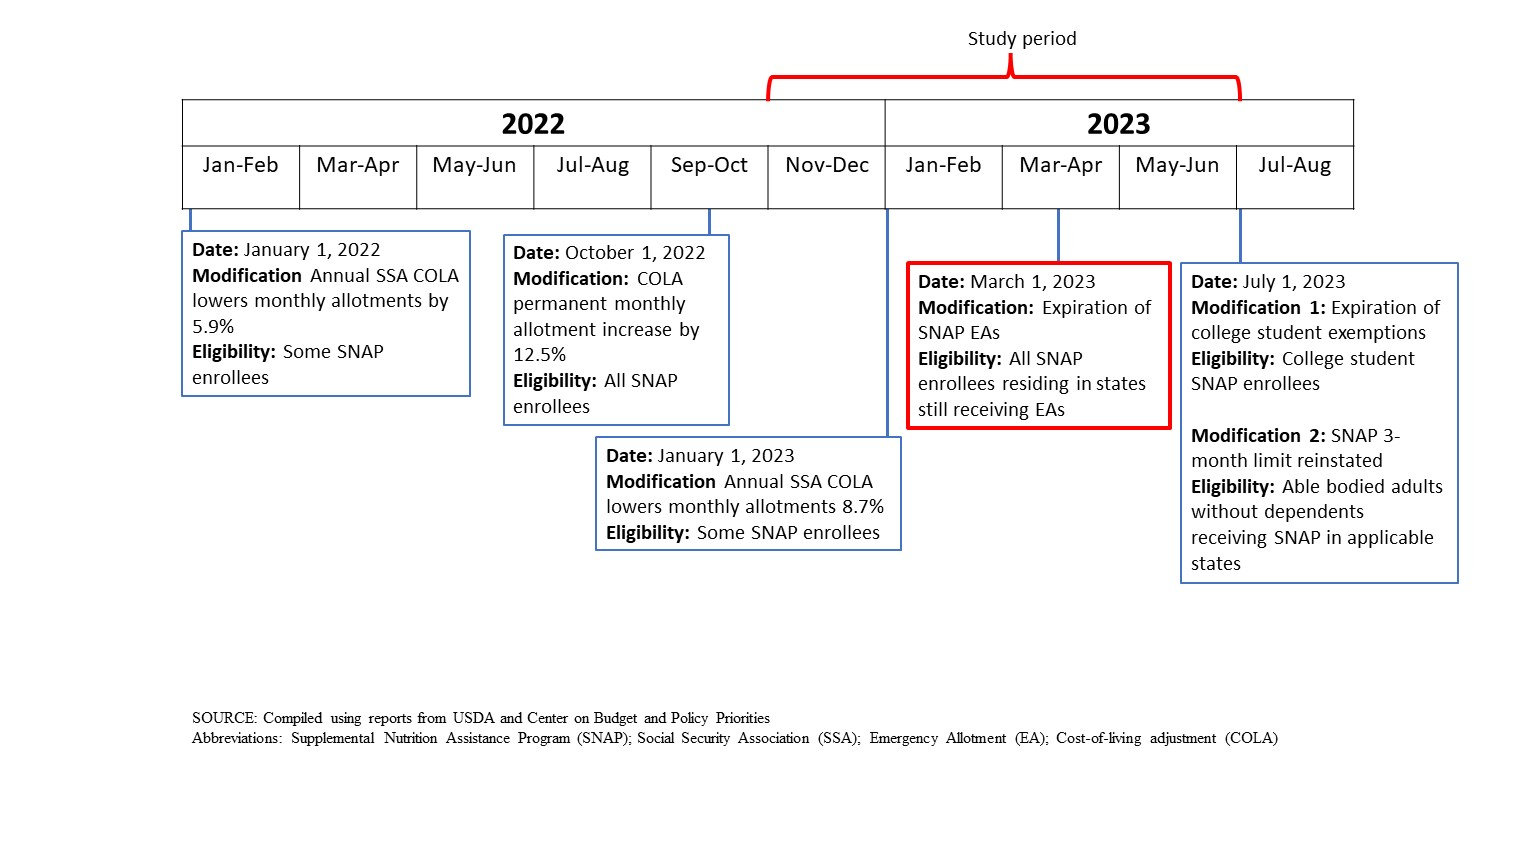 Study period
2022
2023
Jan-Feb
Mar-Apr
May-Jun
Jul-Aug
Sep-Oct
Nov-Dec
Jan-Feb
Mar-Apr
May-Jun
Jul-Aug
Date: January 1, 2022
Modification Annual SSA COLA
lowers monthly allotments by
5.9%
Eligibility: Some SNAP
enrollees
Date: October 1, 2022
Modification: COLA
permanent monthly
allotment increase by
12.5%
Eligibility: All SNAP
enrollees
Date: January 1, 2023
Modification Annual SSA COLA
lowers monthly allotments 8.7%
Eligibility: Some SNAP enrollees
Date: March 1, 2023
Modification: Expiration of
SNAP EAs
Eligibility: All SNAP
enrollees residing in states
still receiving EAs
Date: July 1, 2023
Modification 1: Expiration of
college student exemptions
Eligibility: College student
SNAP enrollees
Modification 2: SNAP 3-
month limit reinstated
Eligibility: Able bodied adults
without dependents
receiving SNAP in applicable
states
SOURCE: Compiled using reports from USDA and Center on Budget and Policy Priorities
Abbreviations: Supplemental Nutrition Assistance Program (SNAP); Social Security Association (SSA); Emergency Allotment (EA); Cost-of-living adjustment (COLA)